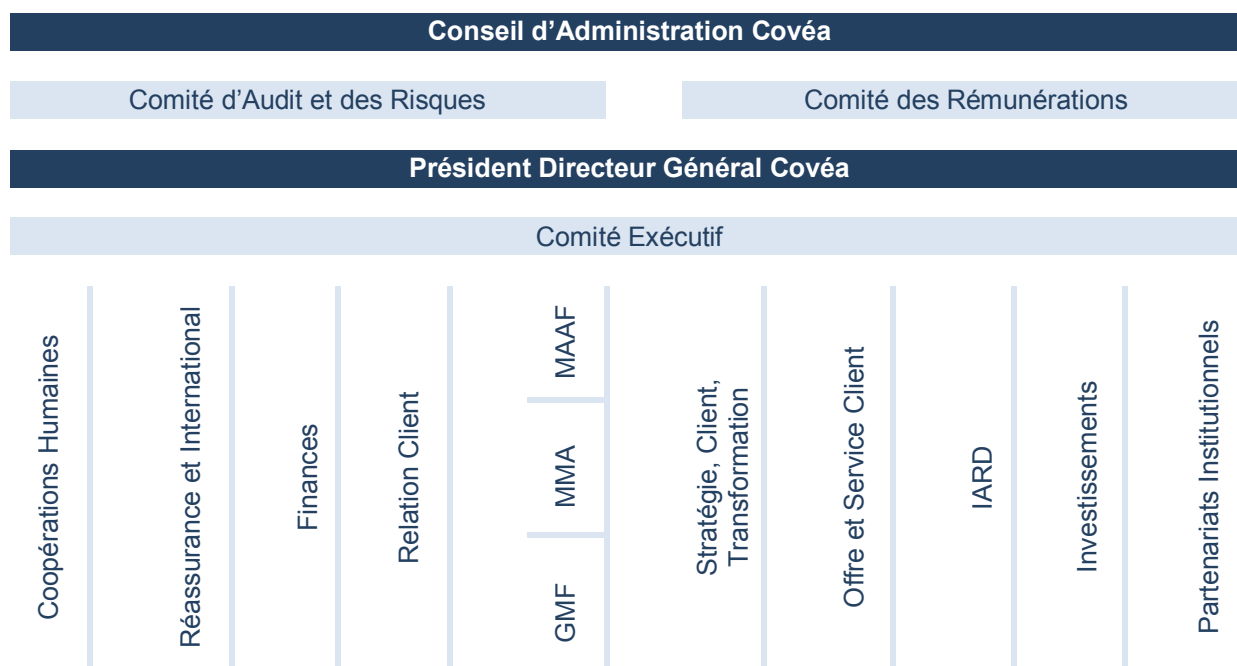 Conseil d’Administration Covéa
Comité d’Audit et des Risques
Comité des Rémunérations
Président Directeur Général Covéa
Comité Exécutif
Coopérations Humaines
Réassurance et International
Finances
Relation Client
MAAF
MMA
GMF
Stratégie, Client,
Transformation
Offre et Service Client
IARD
Investissements
Partenariats Institutionnels